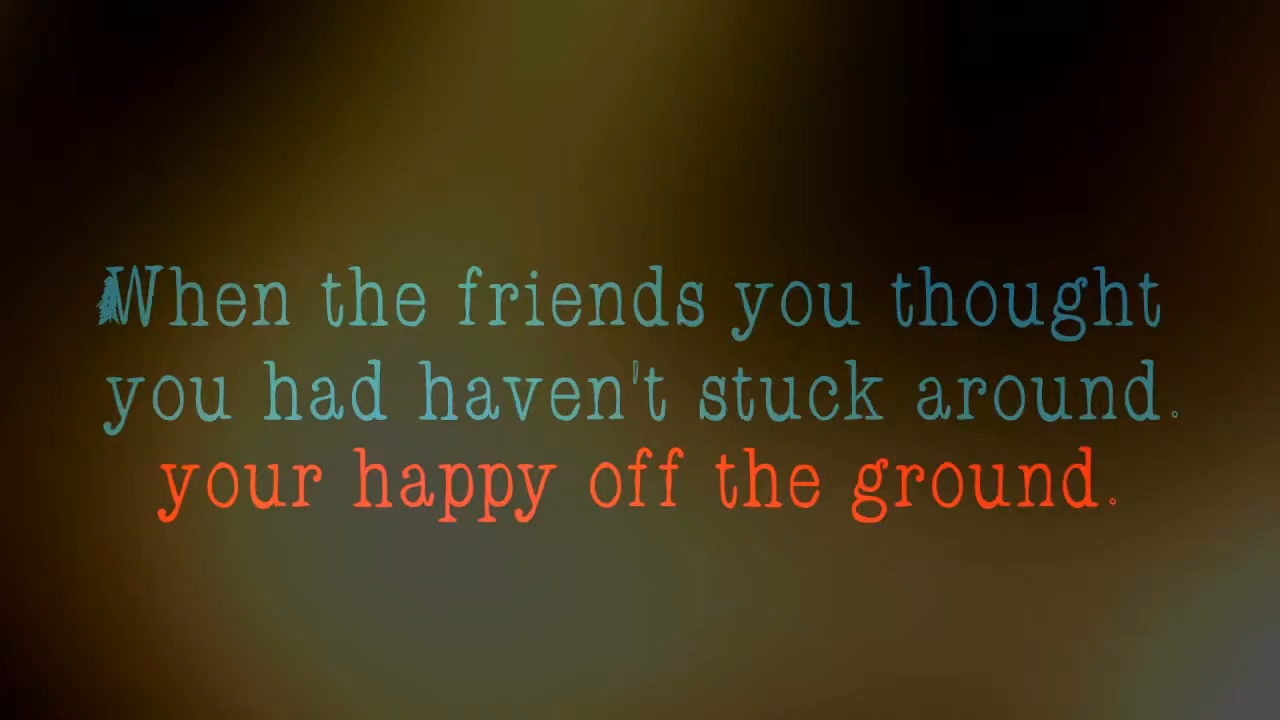 When the friends you thought
you had haven't stuck around.
your happy off the ground.